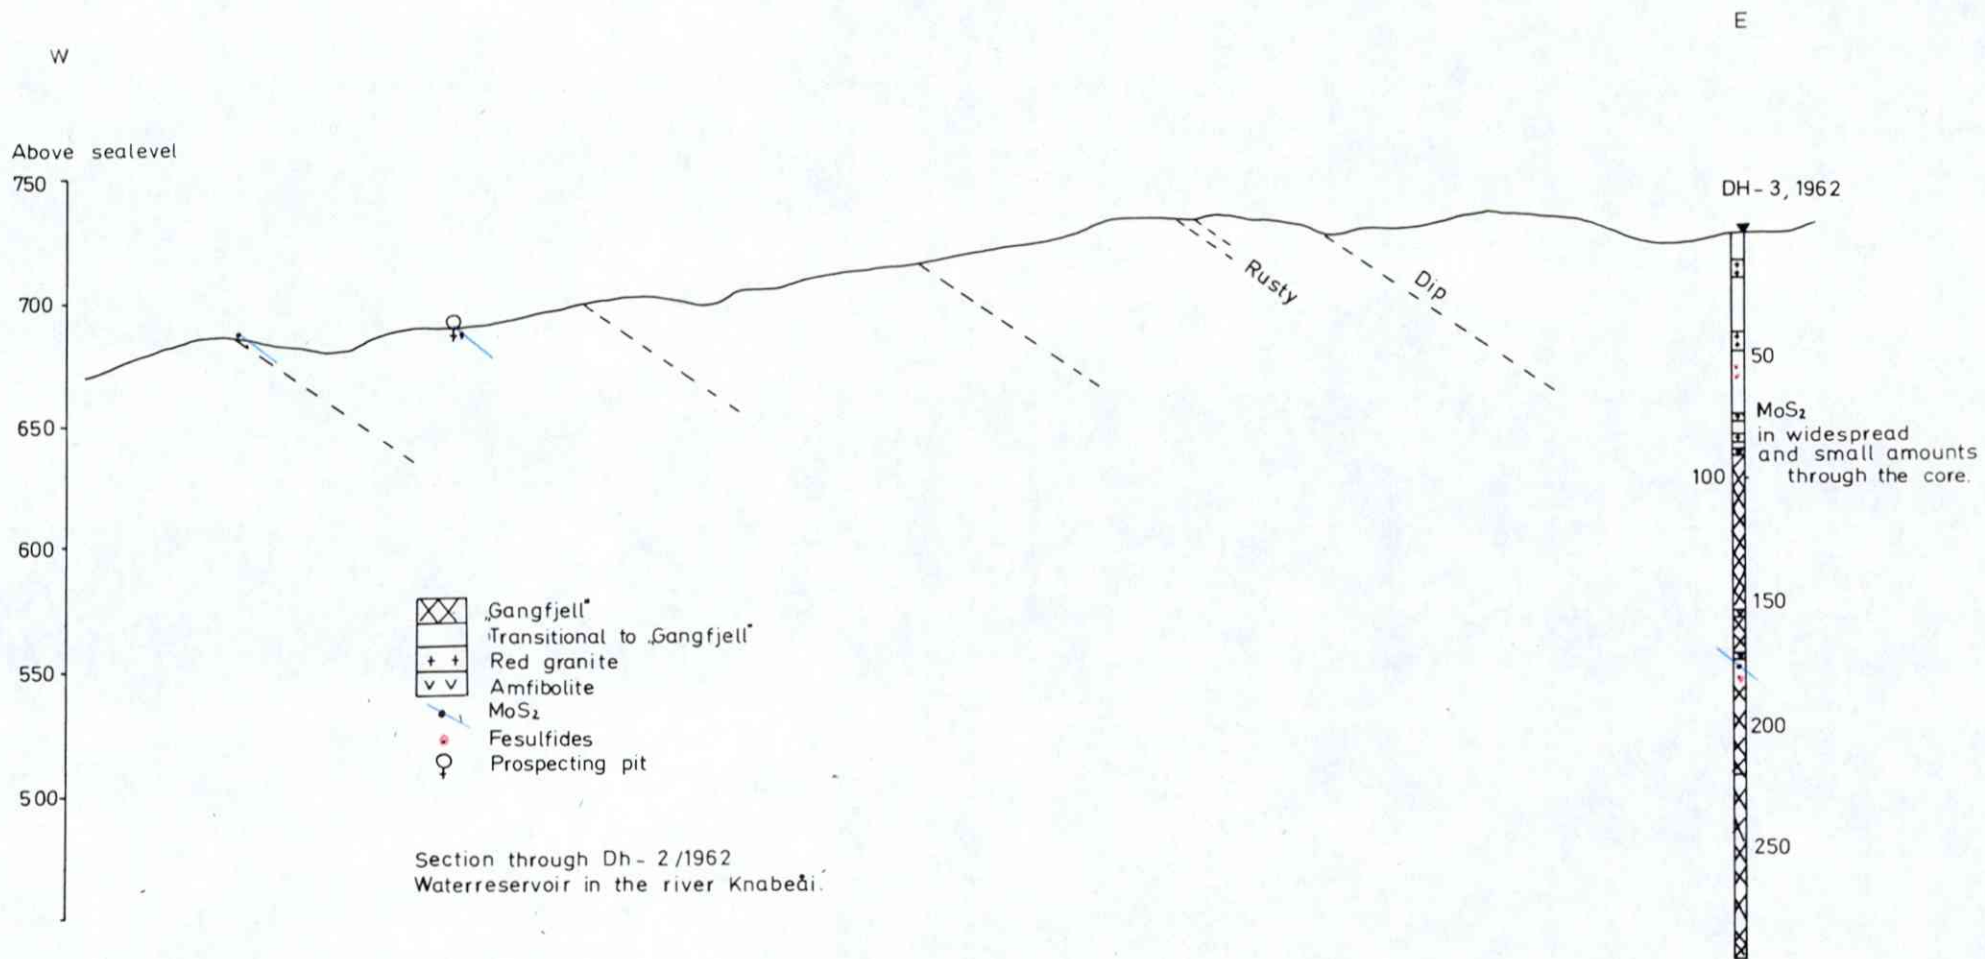 W
E
Above sealevel
750
700
650
600
550
500
DH-3, 1962
Rusty
Dip
50
MoS₂
in widespread
and small amounts
through the core.
100
150
200
250
„Gangfjell"
Transitional to „Gangfjell"
Red granite
Amfibolite
MoS₂
Fesulfides
Prospecting pit
Section through Dh-2/1962
Waterreservoir in the river Knabeåi.